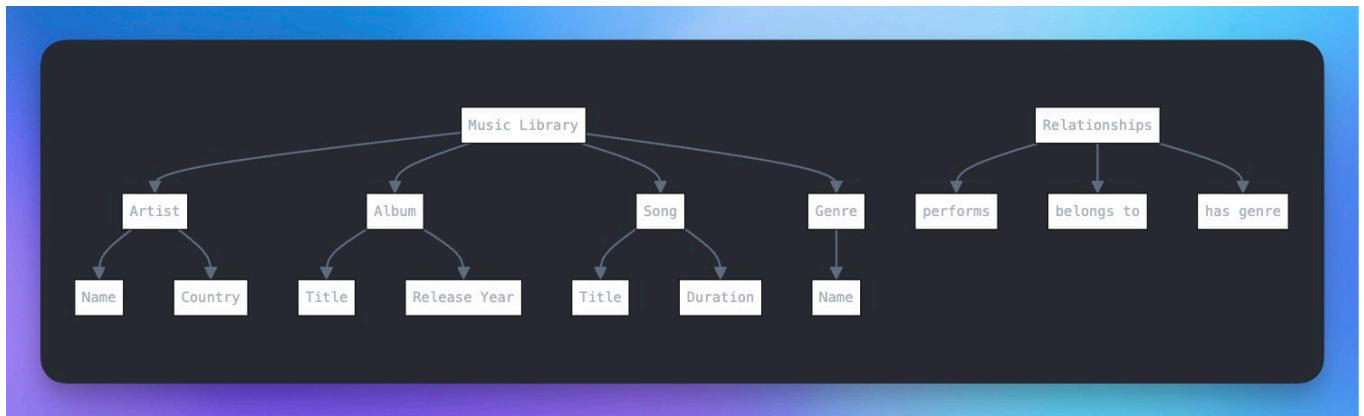 Music Library
Relationships
Artist
Album
Song
Genre
performs
belongs to
has genre
Name
Country
Title
Release Year
Title
Duration
Name